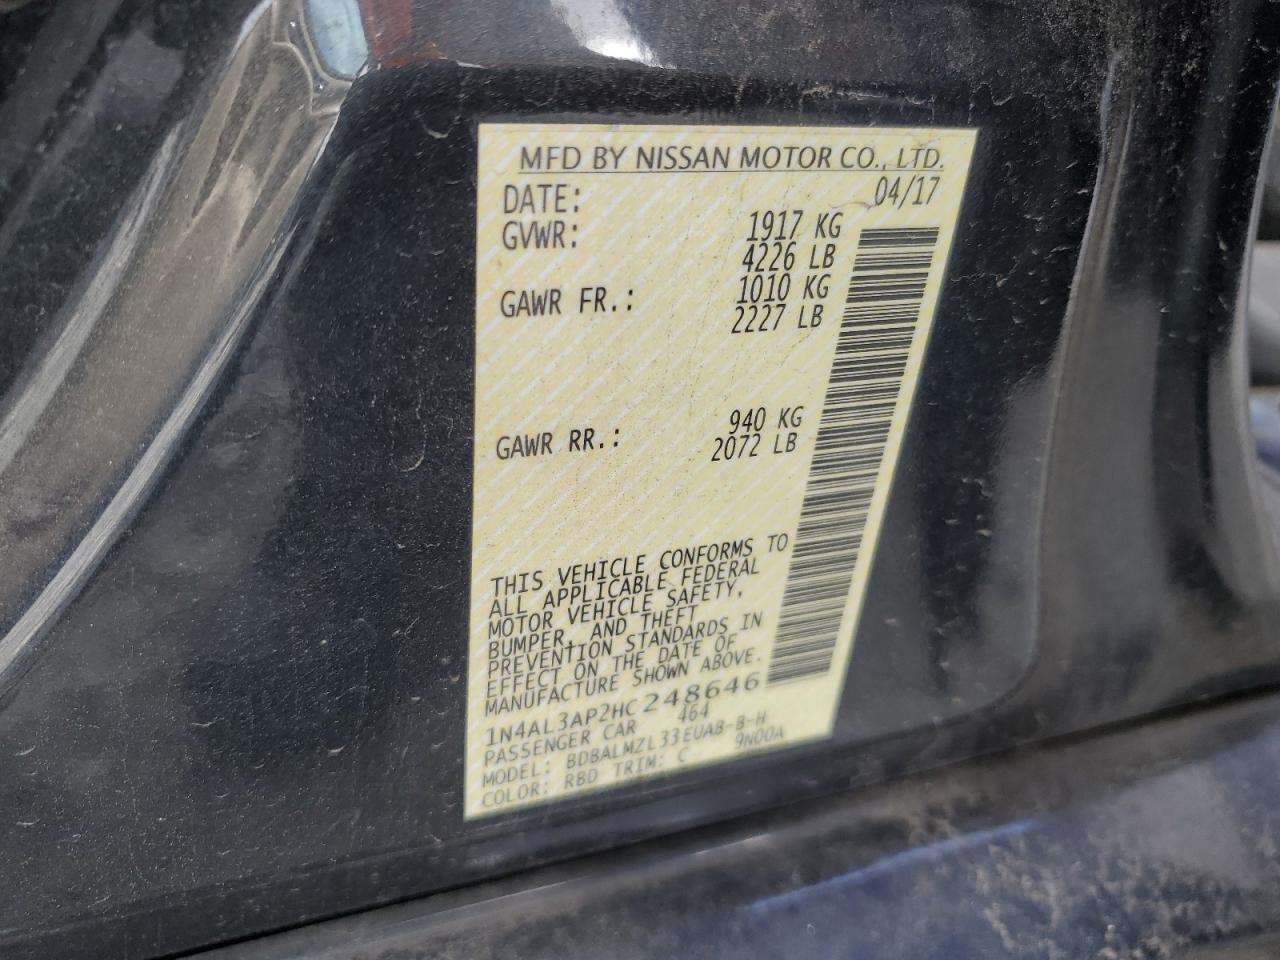 MFD BY NISSAN MOTOR CO., LTD.
DATE: 04/17
GVWR: 1917 KG
4226 LB
GAWR FR.: 1010 KG
2227 LB
GAWR RR.: 940 KG
2072 LB
THIS VEHICLE CONFORMS TO
ALL APPLICABLE FEDERAL
MOTOR VEHICLE SAFETY,
BUMPER, AND THEFT
PREVENTION STANDARDS IN
EFFECT ON THE DATE OF
MANUFACTURE SHOWN ABOVE.
1N4AL3AP2HC248646
PASSENGER CAR 464
MODEL: BDBALMZL33EUAB-B-H
COLOR: RBD TRIM: C 9N00A